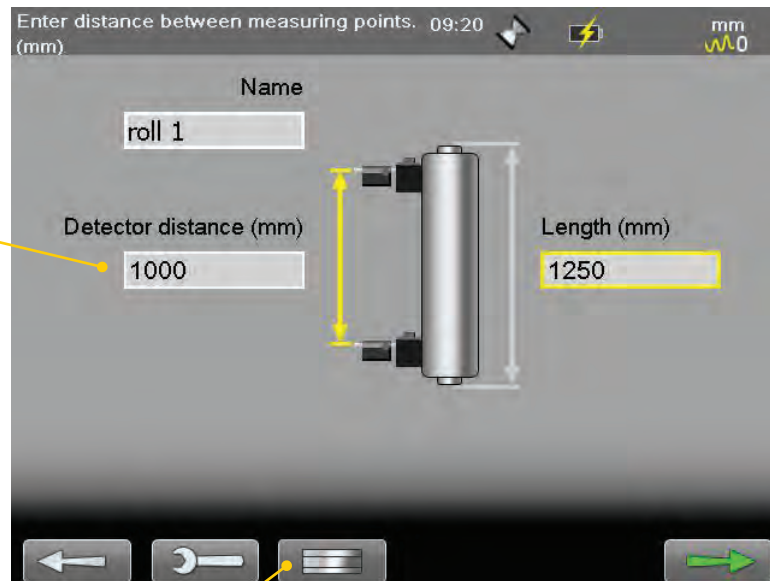 Enter distance between measuring points. 09:20
(mm)
mm
0
Name
roll 1
Detector distance (mm)
1000
Length (mm)
1250